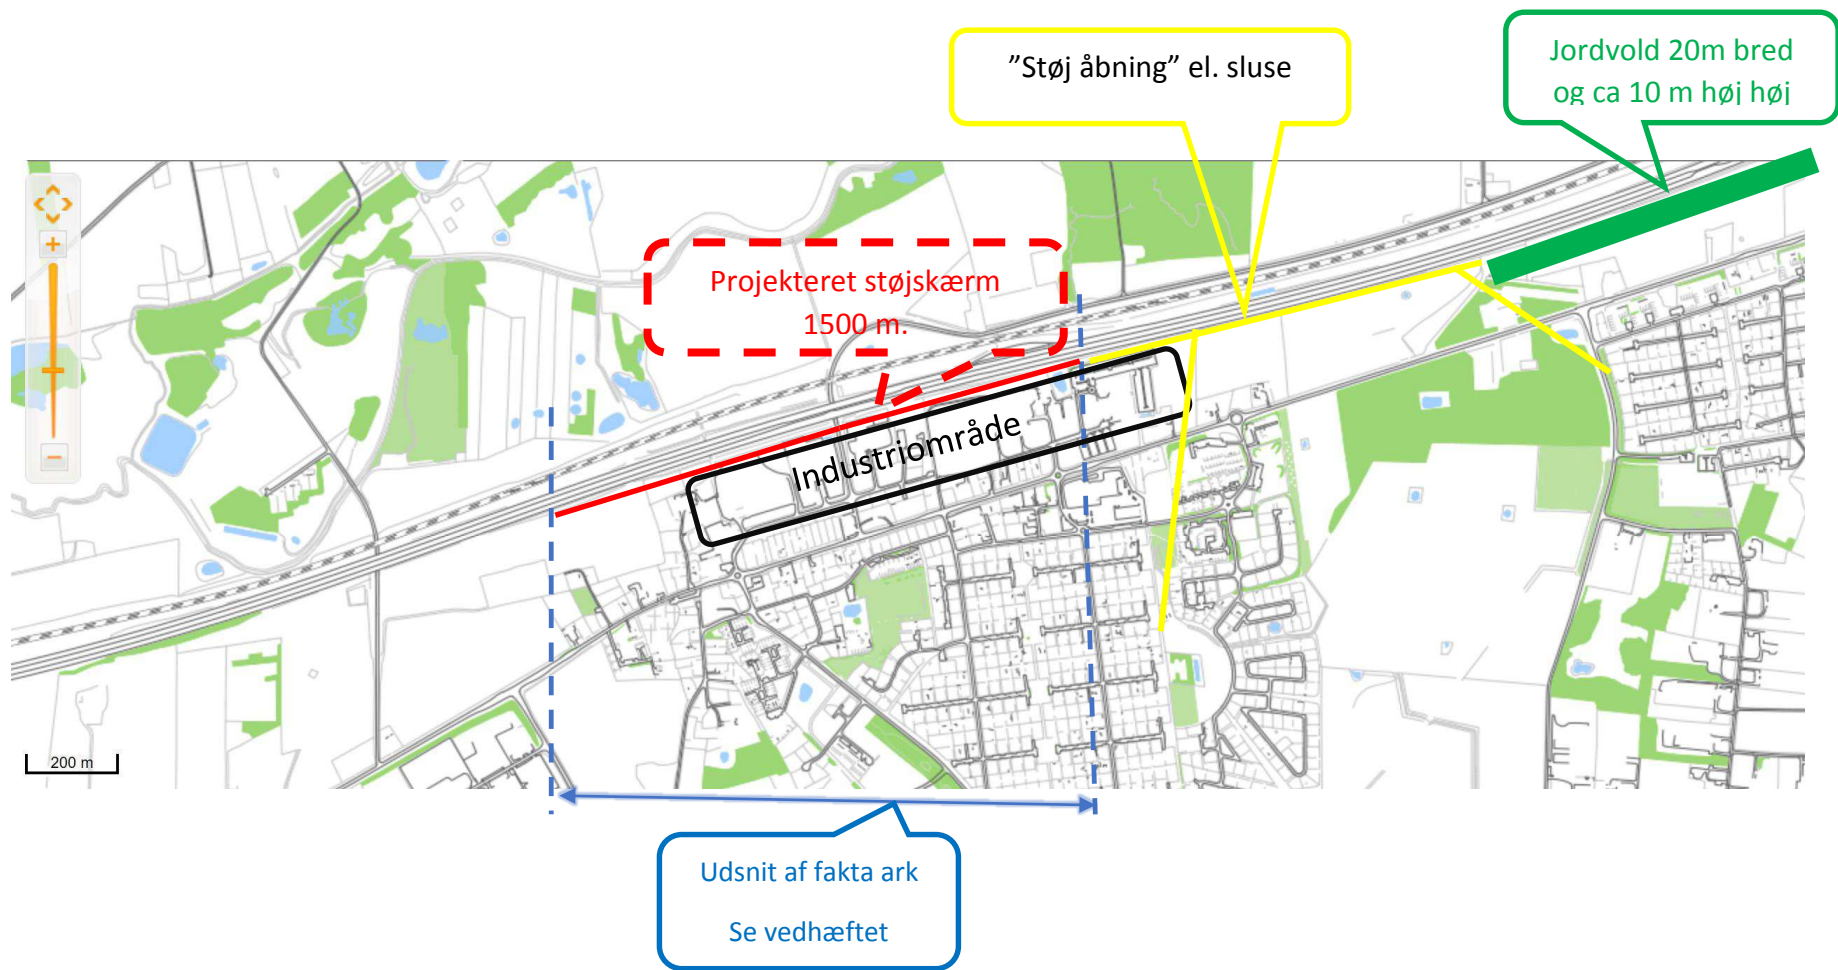 ”Støj åbning” el. sluse
Jordvold 20m bred
og ca 10 m høj høj
Projekteret støjskærm
1500 m.
Industriområde
200 m
Udsnit af fakta ark
Se vedhæftet